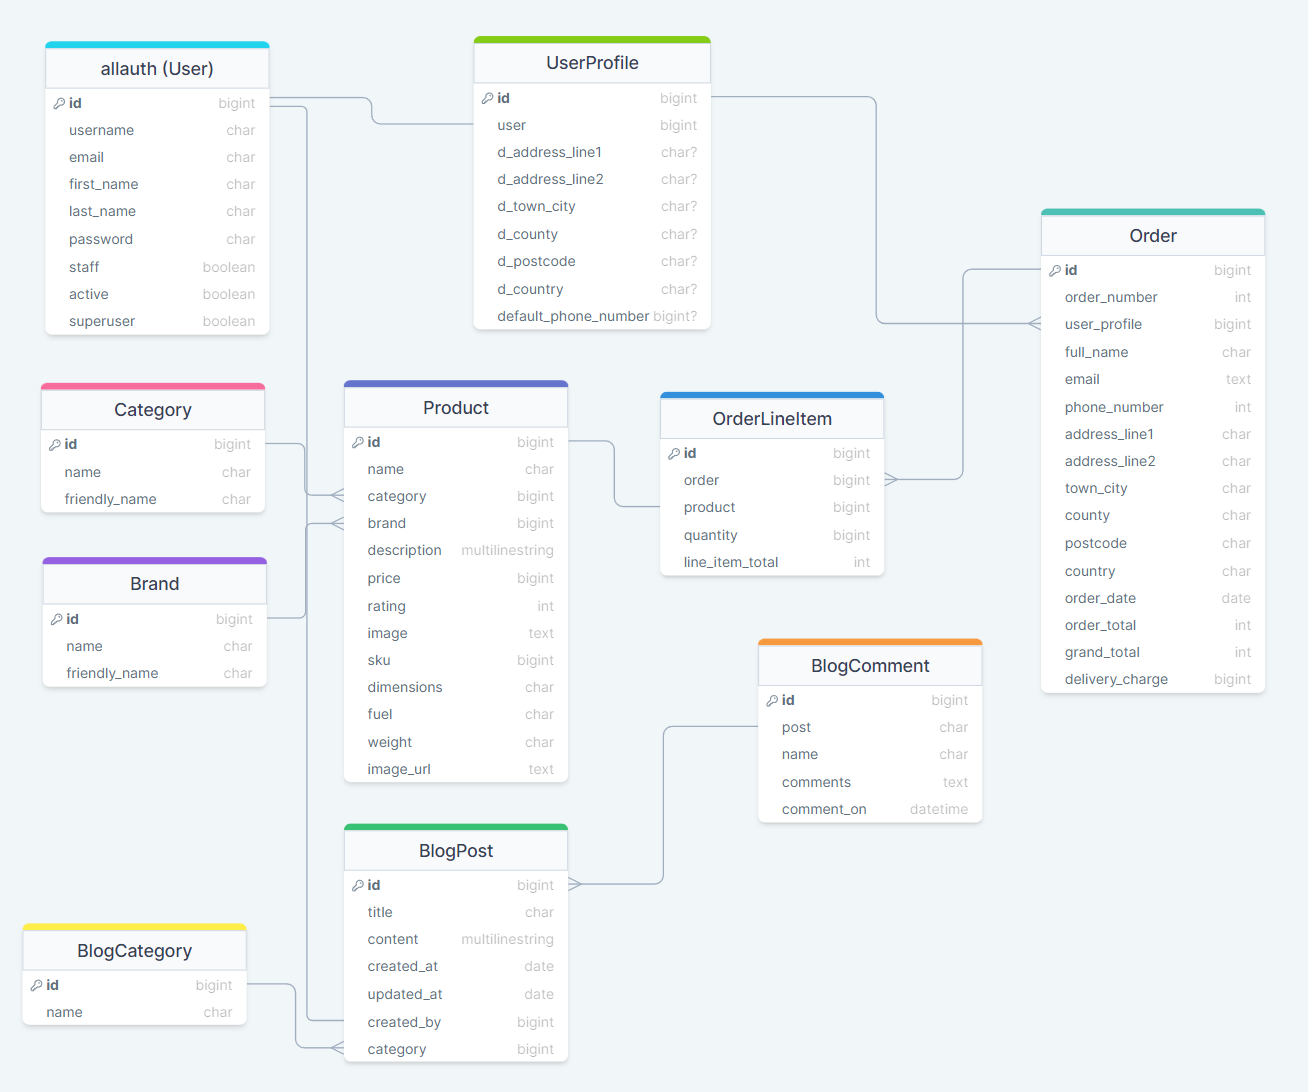 allauth (User)
id bigint
username char
email char
first_name char
last_name char
password char
staff boolean
active boolean
superuser boolean
UserProfile
id bigint
user bigint
d_address_line1 char?
d_address_line2 char?
d_town_city char?
d_county char?
d_postcode char?
d_country char?
default_phone_number bigint?
Order
id bigint
order_number int
user_profile bigint
full_name char
email text
phone_number int
address_line1 char
address_line2 char
town_city char
county char
postcode char
country char
order_date date
order_total int
grand_total int
delivery_charge bigint
Category
id bigint
name char
friendly_name char
Product
id bigint
name char
category bigint
brand bigint
description multilinestring
price bigint
rating int
image text
sku bigint
dimensions char
fuel char
weight char
image_url text
OrderLineItem
id bigint
order bigint
product bigint
quantity bigint
line_item_total int
Brand
id bigint
name char
friendly_name char
BlogComment
id bigint
post char
name char
comments text
comment_on datetime
BlogPost
id bigint
title char
content multilinestring
created_at date
updated_at date
created_by bigint
category bigint
BlogCategory
id bigint
name char